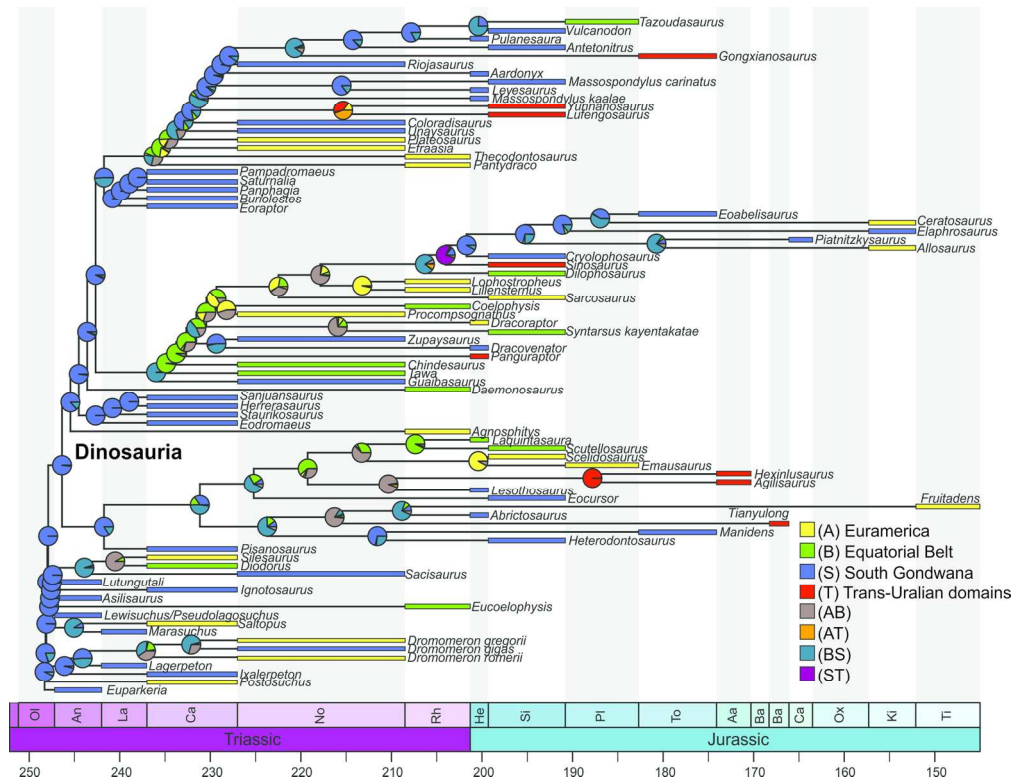 Tazoudasaurus
Vulcanodon
Pulanesaura
Antetonitrus
Gongxianosaurus
Riojasaurus
Aardonyx
Massospondylus carinatus
Leyesaurus
Massospondylus kaalae
Yunnanosaurus
Lufengosaurus
Coloradisaurus
Unaysaurus
Plateosaurus
Efraasia
Thecodontosaurus
Pantydraco
Pampadromaeus
Saturnalia
Panphagia
Buriolestes
Eoraptor
Eoabelisaurus
Ceratosaurus
Elaphrosaurus
Piatnitzkysaurus
Allosaurus
Cryolophosaurus
Sinosaurus
Dilophosaurus
Lophostropheus
Liliensternus
Sarcosaurus
Coelophysis
Procompsognathus
Dracoraptor
Syntarsus kayentakatae
Zupaysaurus
Dracovenator
Panguraptor
Chindesaurus
Tawa
Guaibasaurus
Daemonosaurus
Sanjuansaurus
Herrerasaurus
Staurikosaurus
Eodromaeus
Agnosphitys
Dinosauria
Laquintasaura
Scutellosaurus
Scelidosaurus
Emausaurus
Hexinlusaurus
Agilisaurus
Lesothosaurus
Eocursor
Fruitadens
Abrictosaurus
Tianyulong
Manidens
Heterodontosaurus
Pisanosaurus
Silesaurus
Diodorus
Sacisaurus
Lutungutali
Ignotosaurus
Asilisaurus
Eucoelophysis
Lewisuchus/Pseudolagosuchus
Saltopus
Marasuchus
Dromomeron gregorii
Dromomeron gigas
Dromomeron romerii
Lagerpeton
Ixalerpeton
Postosuchus
Euparkeria
(A) Euramerica
(B) Equatorial Belt
(S) South Gondwana
(T) Trans-Uralian domains
(AB)
(AT)
(BS)
(ST)
Ol An La Ca No Rh He Si Pl To Aa Ba Ba Ca Ox Ki Ti
Triassic Jurassic
250 240 230 220 210 200 190 180 170 160 150